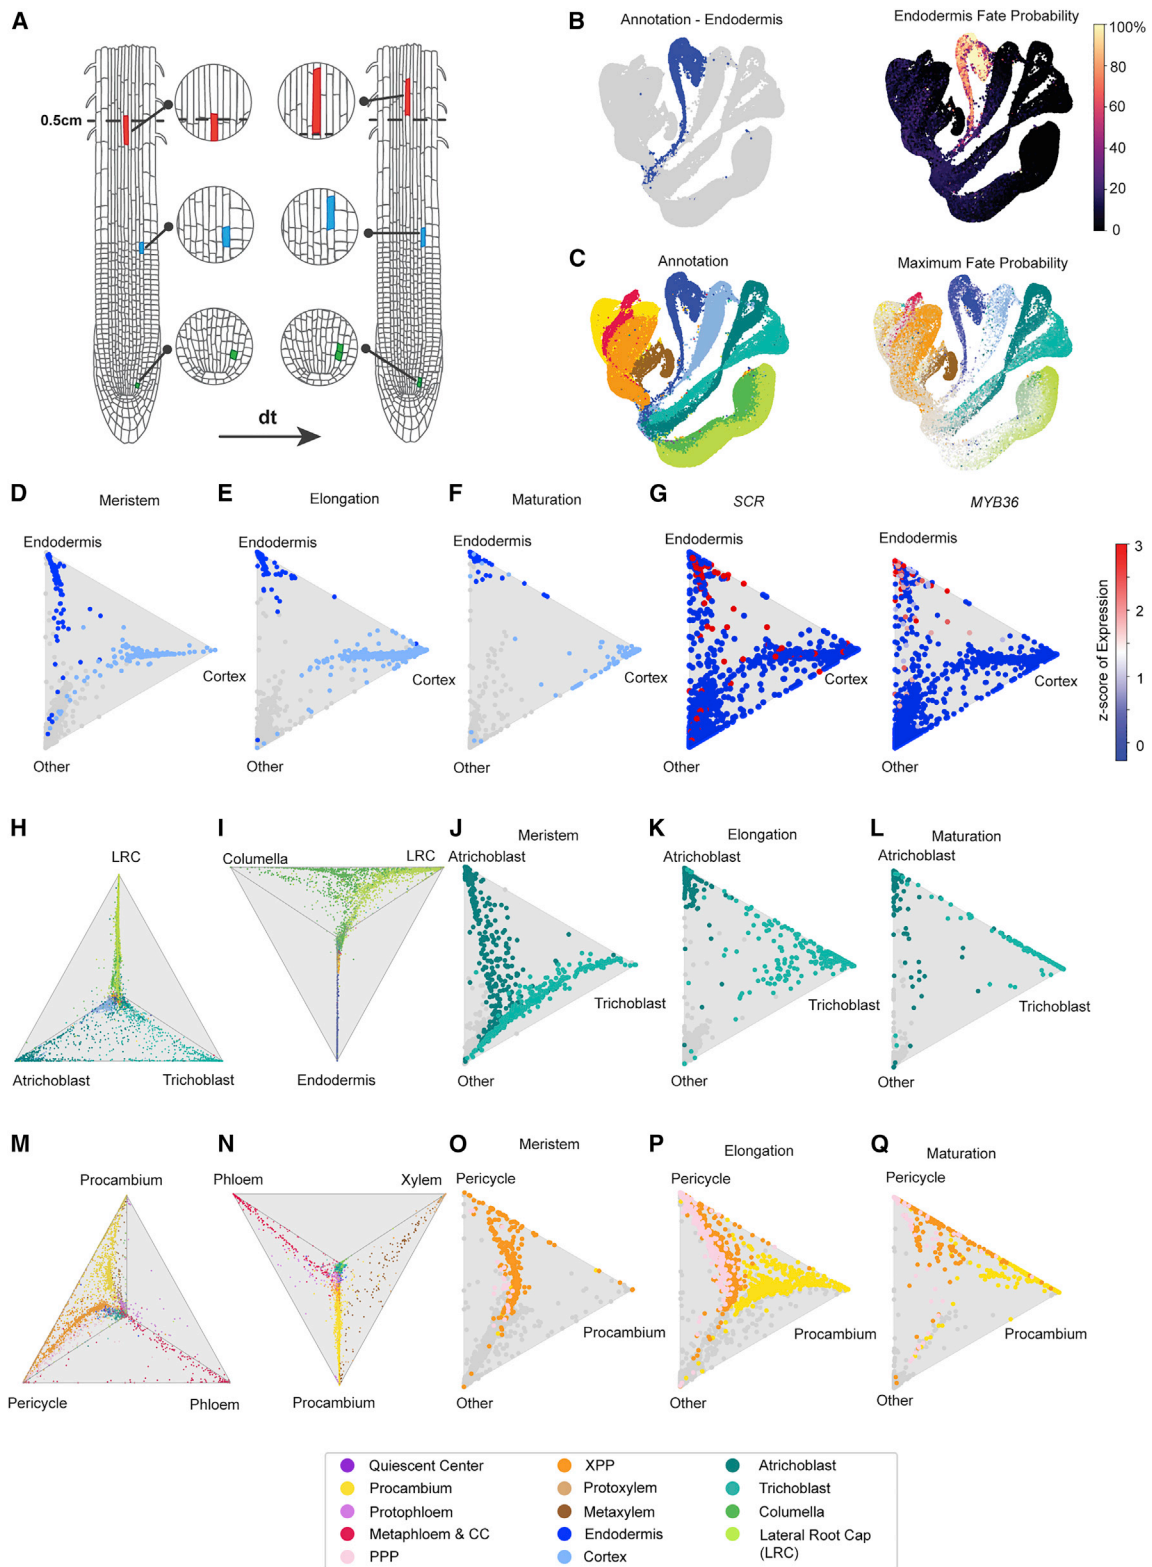 A
0.5cm
dt
B
Annotation - Endodermis
Endodermis Fate Probability
100%
80
60
40
20
0
C
Annotation
Maximum Fate Probability
D
Meristem
Endodermis
Cortex
Other
E
Elongation
Endodermis
Cortex
Other
F
Maturation
Endodermis
Cortex
Other
G
SCR
Endodermis
Cortex
Other
MYB36
Endodermis
Cortex
Other
3
2
1
0
z-score of Expression
H
LRC
Atrichoblast
Trichoblast
I
Columella
LRC
Endodermis
J
Meristem
Atrichoblast
Trichoblast
Other
K
Elongation
Atrichoblast
Trichoblast
Other
L
Maturation
Atrichoblast
Trichoblast
Other
M
Procambium
Pericycle
Phloem
N
Phloem
Xylem
Procambium
O
Meristem
Pericycle
Procambium
Other
P
Elongation
Pericycle
Procambium
Other
Q
Maturation
Pericycle
Procambium
Other
Quiescent Center
Procambium
Protophloem
Metaphloem & CC
PPP
XPP
Protoxylem
Metaxylem
Endodermis
Cortex
Atrichoblast
Trichoblast
Columella
Lateral Root Cap
(LRC)